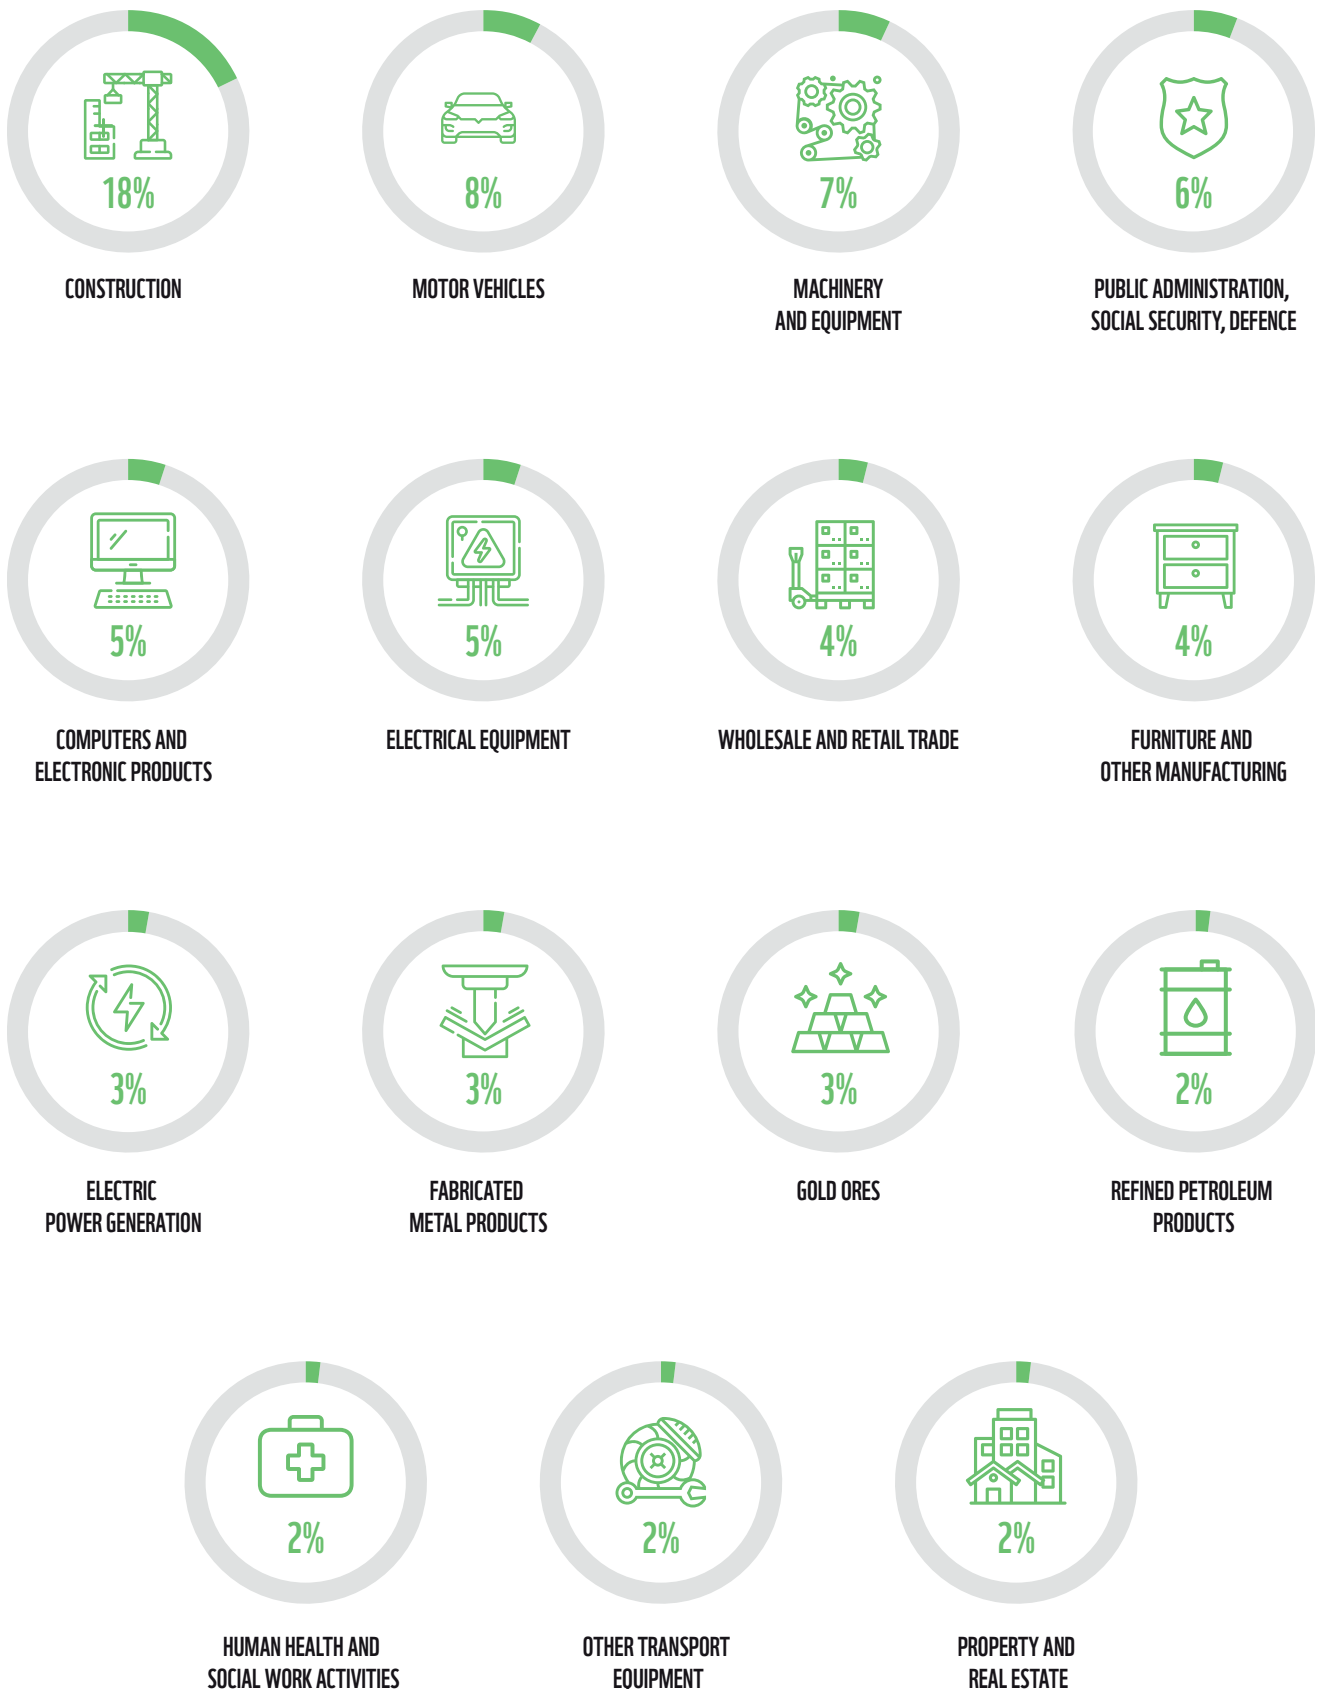 18%
CONSTRUCTION
8%
MOTOR VEHICLES
7%
MACHINERY
AND EQUIPMENT
6%
PUBLIC ADMINISTRATION,
SOCIAL SECURITY, DEFENCE
5%
COMPUTERS AND
ELECTRONIC PRODUCTS
5%
ELECTRICAL EQUIPMENT
4%
WHOLESALE AND RETAIL TRADE
4%
FURNITURE AND
OTHER MANUFACTURING
3%
ELECTRIC
POWER GENERATION
3%
FABRICATED
METAL PRODUCTS
3%
GOLD ORES
2%
REFINED PETROLEUM
PRODUCTS
2%
HUMAN HEALTH AND
SOCIAL WORK ACTIVITIES
2%
OTHER TRANSPORT
EQUIPMENT
2%
PROPERTY AND
REAL ESTATE